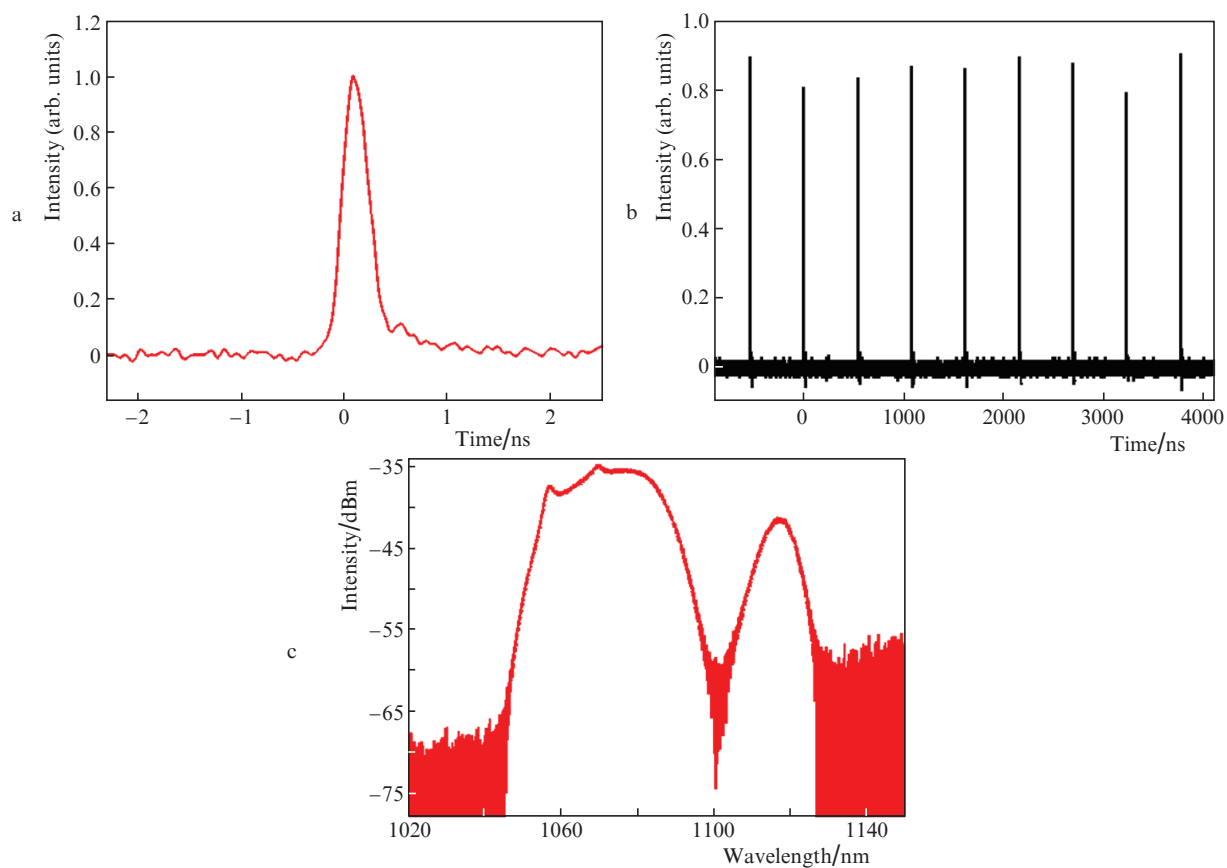 a
Intensity (arb. units)
1.2
1.0
0.8
0.6
0.4
0.2
0
−2 −1 0 1 2
Time/ns
b
Intensity (arb. units)
1.0
0.8
0.6
0.4
0.2
0
0 1000 2000 3000 4000
Time/ns
c
Intensity/dBm
−35
−45
−55
−65
−75
1020 1060 1100 1140
Wavelength/nm